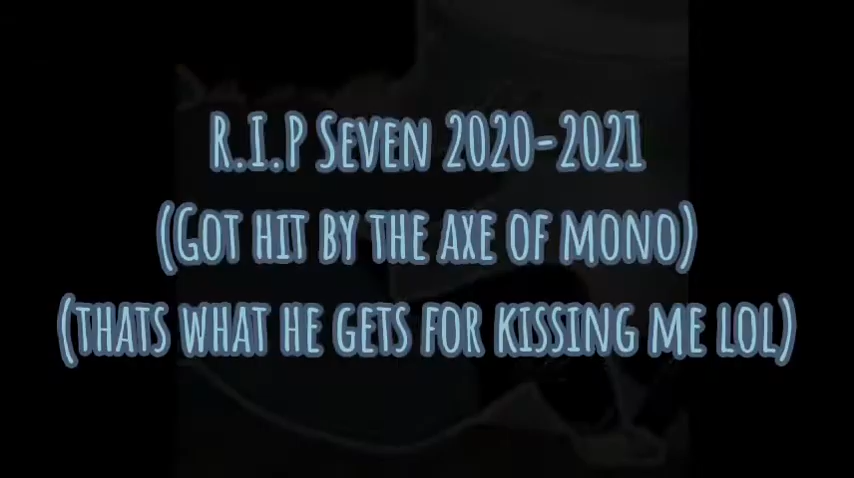 R.I.P Seven 2020-2021
(Got hit by the axe of mono)
(thats what he gets for kissing me lol)